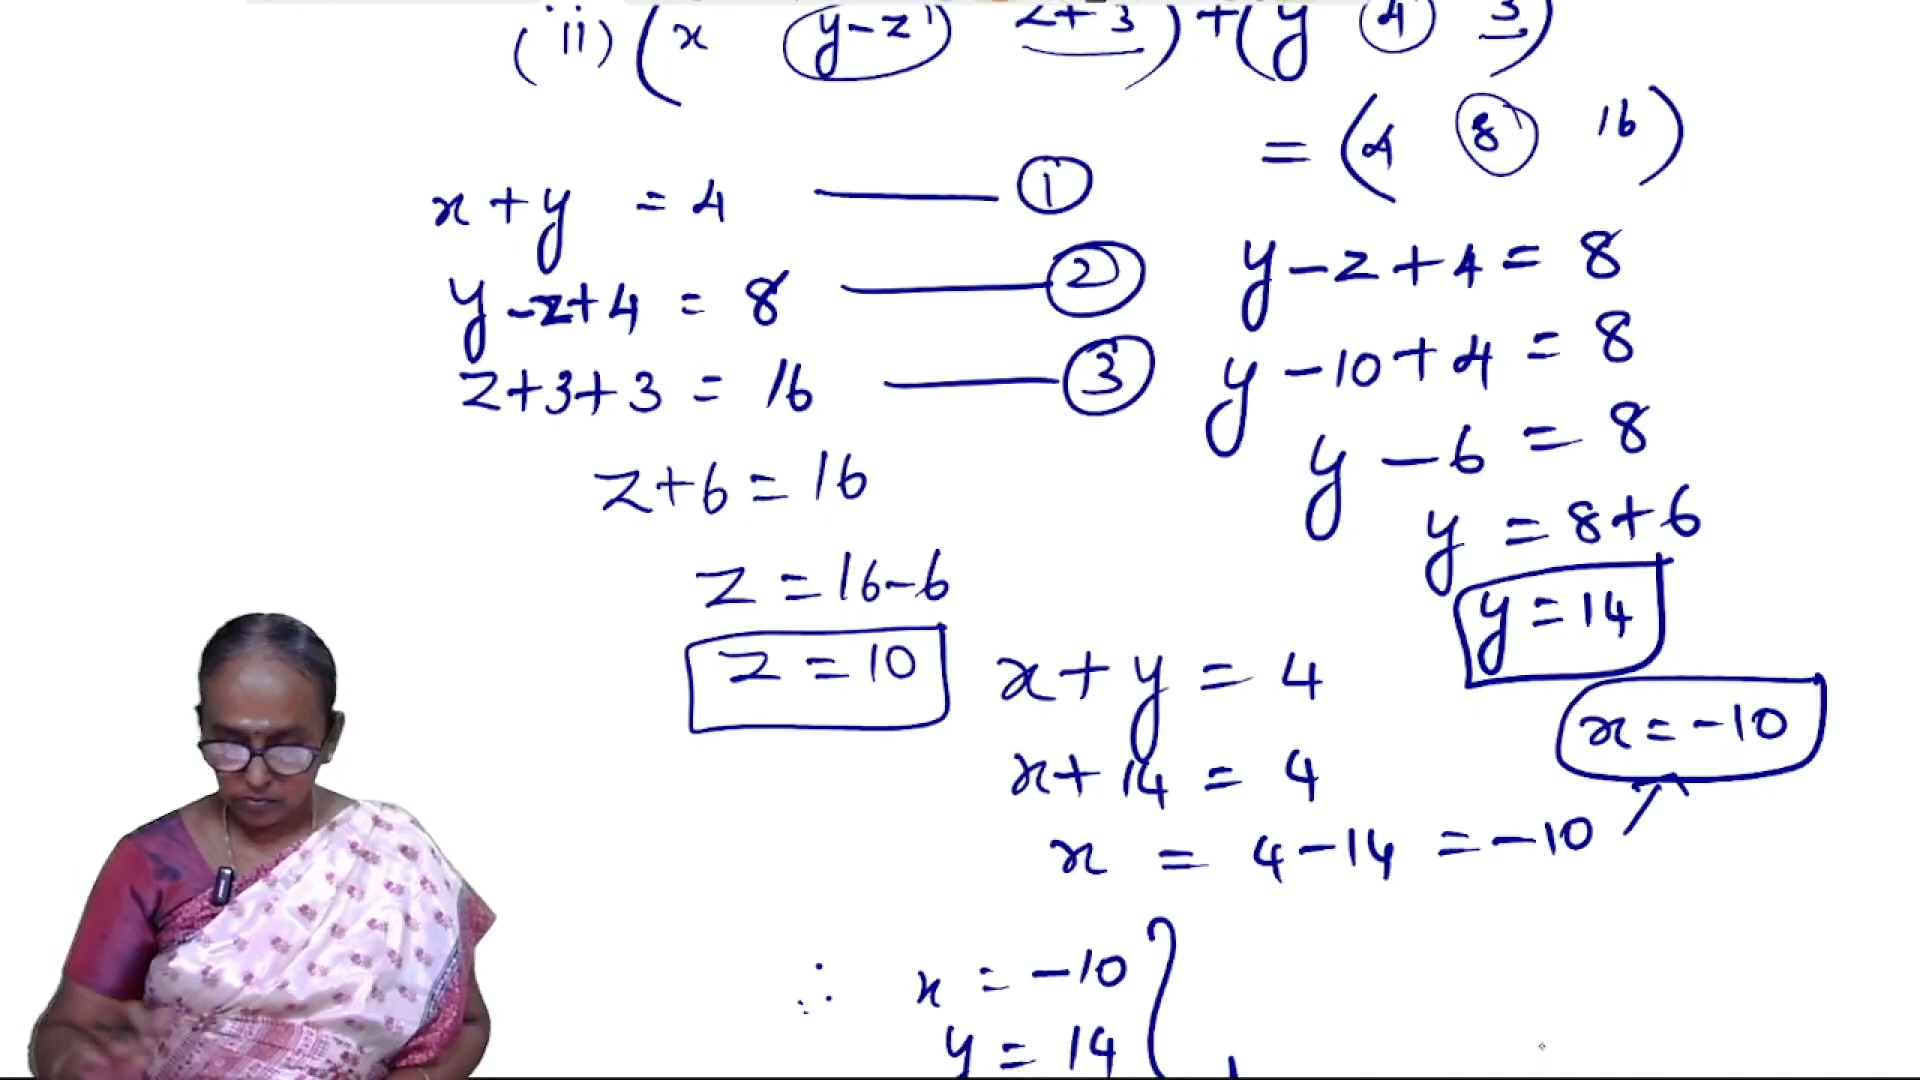 (ii) (x y-z z+3) + (y 4 3)
= (4 8 16)
x + y = 4 ——— ①
y - z + 4 = 8 ——— ②
z + 3 + 3 = 16 ——— ③
z + 6 = 16
z = 16 - 6
z = 10
y - z + 4 = 8
y - 10 + 4 = 8
y - 6 = 8
y = 8 + 6
y = 14
x + y = 4
x + 14 = 4
x = 4 - 14 = -10
x = -10
∴ x = -10
y = 14